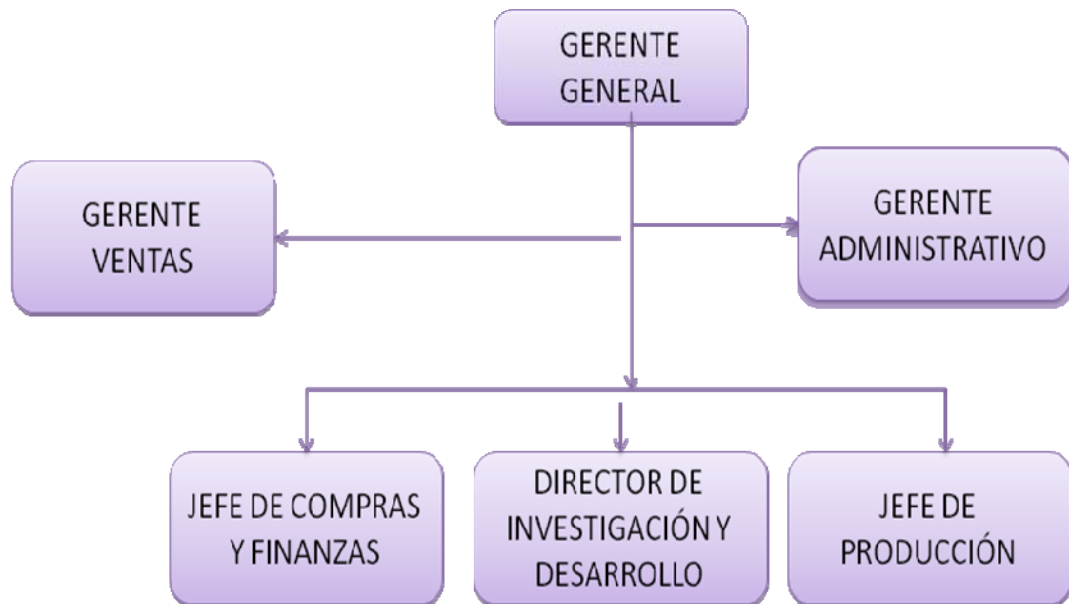 GERENTE
GENERAL
GERENTE
VENTAS
GERENTE
ADMINISTRATIVO
JEFE DE COMPRAS
Y FINANZAS
DIRECTOR DE
INVESTIGACIÓN Y
DESARROLLO
JEFE DE
PRODUCCIÓN